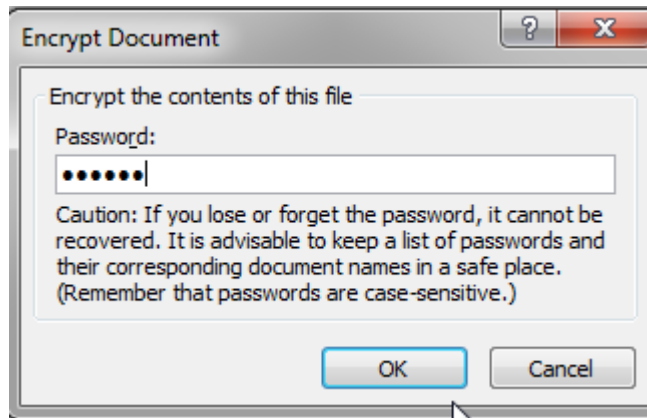 Encrypt Document
Encrypt the contents of this file
Password:
••••••
Caution: If you lose or forget the password, it cannot be
recovered. It is advisable to keep a list of passwords and
their corresponding document names in a safe place.
(Remember that passwords are case-sensitive.)
OK Cancel